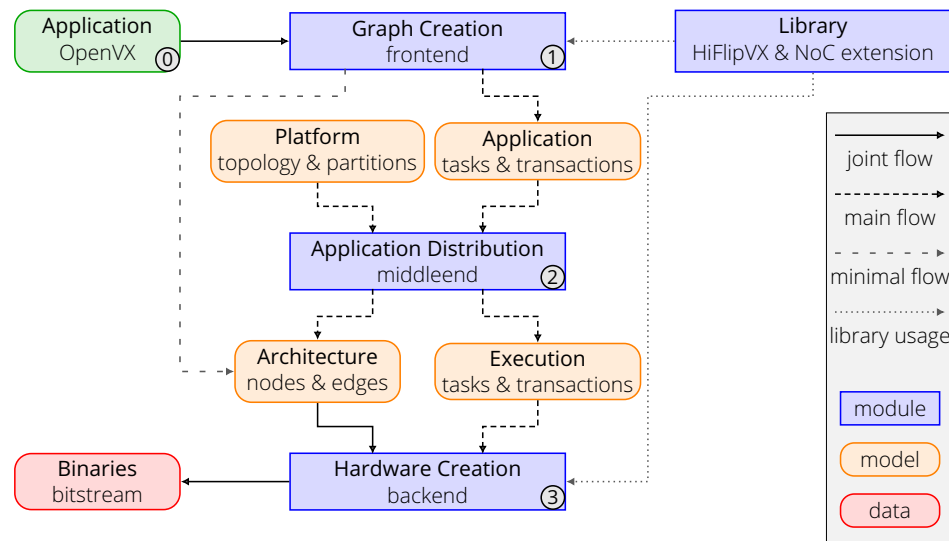 Application
OpenVX
0
Graph Creation
frontend
1
Library
HiFlipVX & NoC extension
Platform
topology & partitions
Application
tasks & transactions
Application Distribution
middleend
2
Architecture
nodes & edges
Execution
tasks & transactions
Binaries
bitstream
Hardware Creation
backend
3
joint flow
main flow
minimal flow
library usage
module
model
data